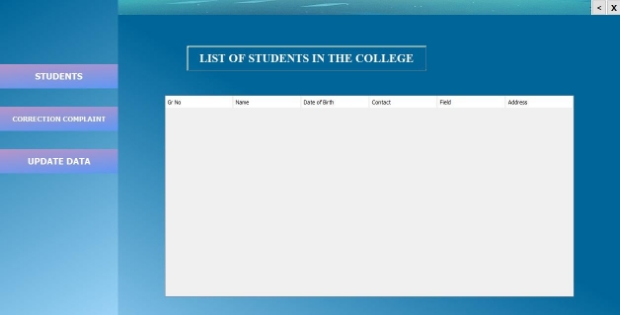 < X
LIST OF STUDENTS IN THE COLLEGE
STUDENTS
CORRECTION COMPLAINT
UPDATE DATA
Gr No Name Date of Birth Contact Field Address